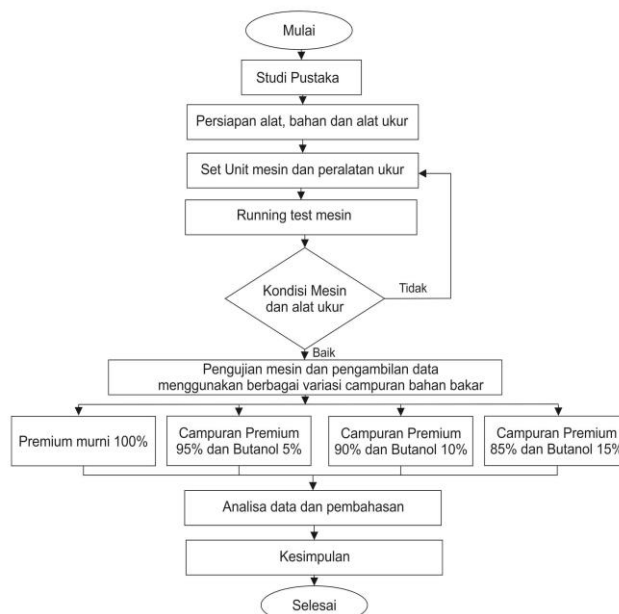 Mulai
Studi Pustaka
Persiapan alat, bahan dan alat ukur
Set Unit mesin dan peralatan ukur
Running test mesin
Kondisi Mesin
dan alat ukur
Tidak
Baik
Pengujian mesin dan pengambilan data
menggunakan berbagai variasi campuran bahan bakar
Premium murni 100%
Campuran Premium
95% dan Butanol 5%
Campuran Premium
90% dan Butanol 10%
Campuran Premium
85% dan Butanol 15%
Analisa data dan pembahasan
Kesimpulan
Selesai